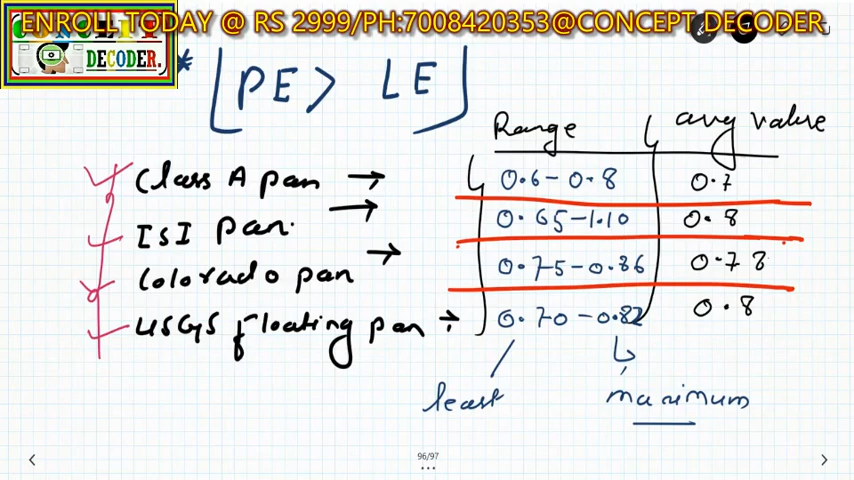 ENROLL TODAY @ RS 2999/PH:7008420353@CONCEPT DECODER.
DECODER.
* [PE > LE]
Range avg value
Class A pan → 0.6-0.8 0.7
ISI pan. → 0.65-1.10 0.8
Colorado pan → 0.75-0.86 0.78
USGS floating pan → 0.70-0.82 0.8
least maximum
96/97